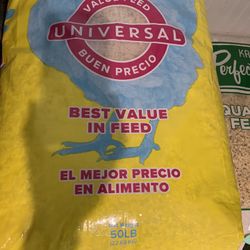 VALUE FEED
UNIVERSAL
BUEN PRECIO
BEST VALUE
IN FEED
EL MEJOR PRECIO
EN ALIMENTO
50LB